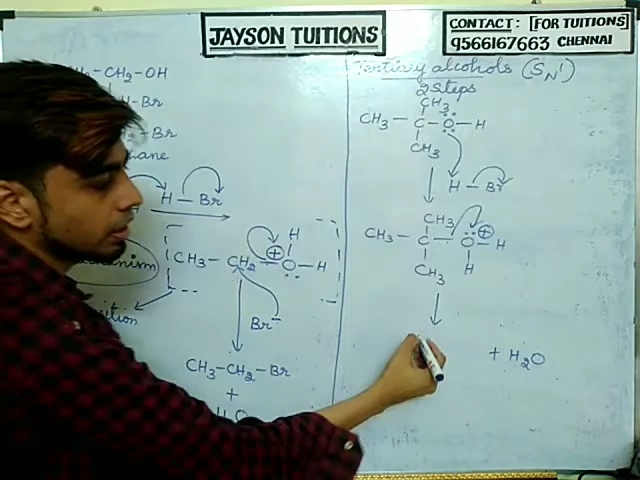 JAYSON TUITIONS
CONTACT: [FOR TUITIONS]
9566167663 CHENNAI
-CH₂-OH
H-Br
-Br
H-Br
CH₃-CH₂-O-H
H
⊕
Br⁻
CH₃-CH₂-Br
+
Tertiary alcohols (SN¹)
2 steps
CH₃
CH₃-C-Ö-H
CH₃
H-Br
CH₃
CH₃-C-O-H
⊕
CH₃ H
+ H₂O